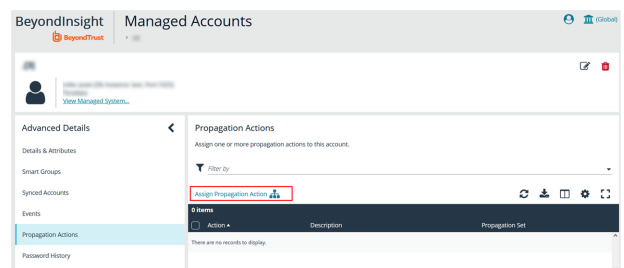 BeyondInsight
BeyondTrust
Managed Accounts
(Global)
View Managed System...
Advanced Details
Details & Attributes
Smart Groups
Synced Accounts
Events
Propagation Actions
Password History
Propagation Actions
Assign one or more propagation actions to this account.
Filter by
Assign Propagation Action
0 items
Action Description Propagation Set
There are no records to display.